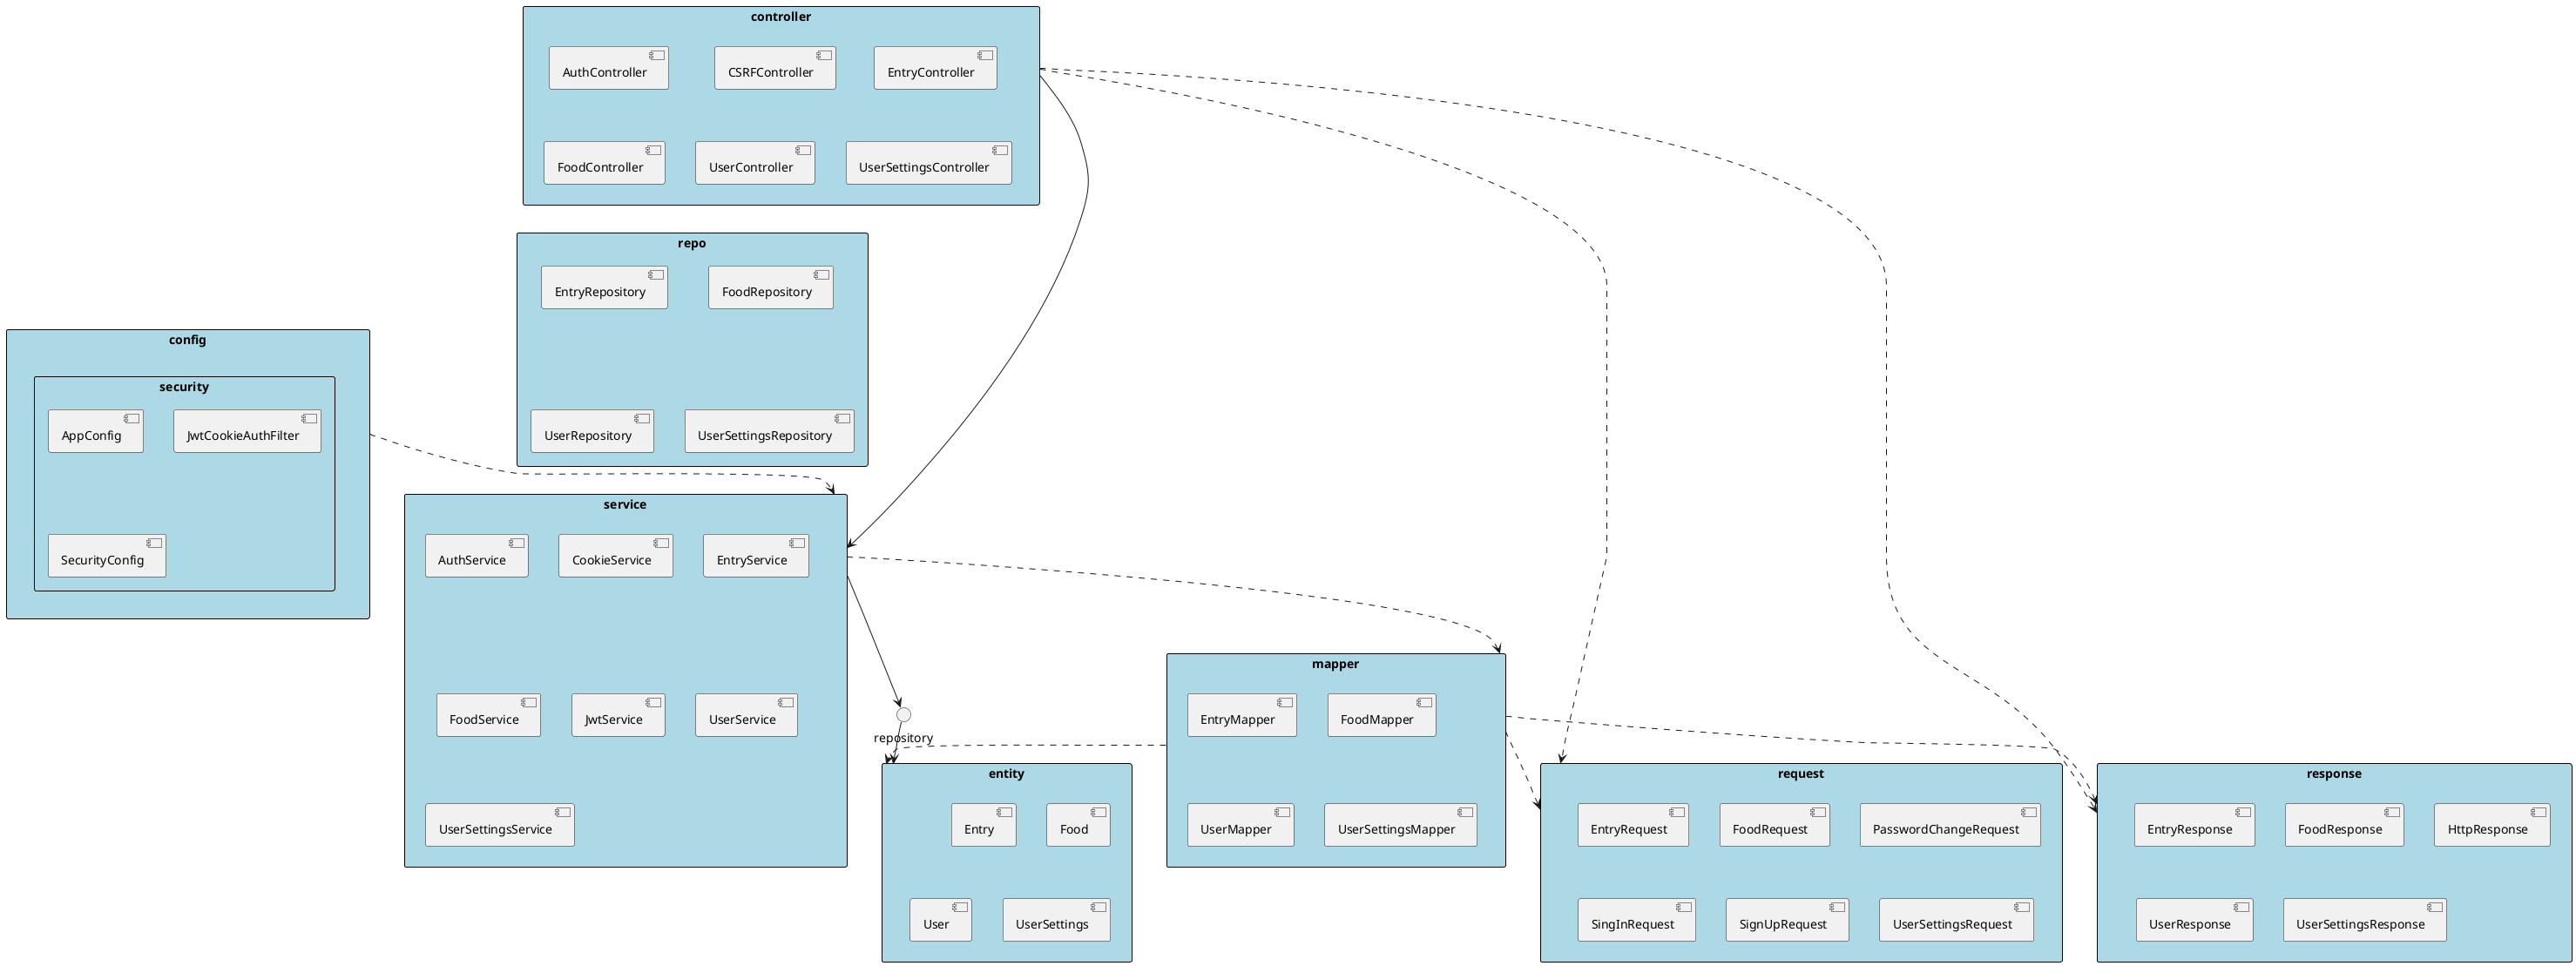 controller
AuthController
CSRFController
EntryController
FoodController
UserController
UserSettingsController
repo
EntryRepository
FoodRepository
UserRepository
UserSettingsRepository
config
security
AppConfig
JwtCookieAuthFilter
SecurityConfig
service
AuthService
CookieService
EntryService
FoodService
JwtService
UserService
UserSettingsService
repository
mapper
EntryMapper
FoodMapper
UserMapper
UserSettingsMapper
entity
Entry
Food
User
UserSettings
request
EntryRequest
FoodRequest
PasswordChangeRequest
SingInRequest
SignUpRequest
UserSettingsRequest
response
EntryResponse
FoodResponse
HttpResponse
UserResponse
UserSettingsResponse